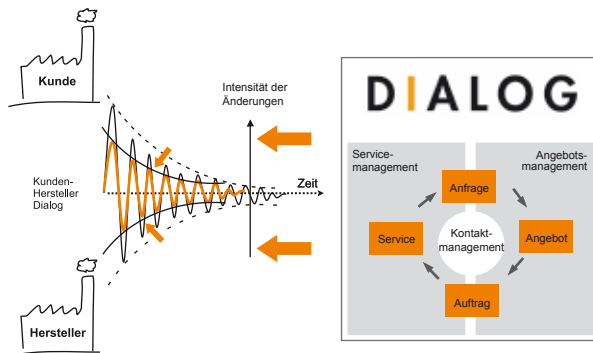 Kunde
Intensität der
Änderungen
Kunden-
Hersteller
Dialog
Zeit
Hersteller
DIALOG
Service-
management
Angebots-
management
Anfrage
Service
Kontakt-
management
Angebot
Auftrag